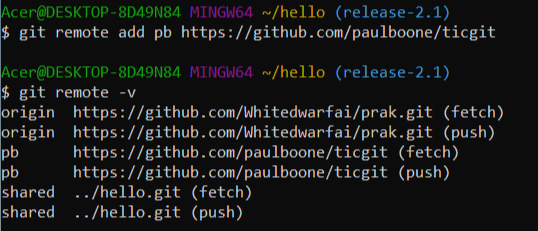 Acer@DESKTOP-8D49N84 MINGW64 ~/hello (release-2.1)
$ git remote add pb https://github.com/paulboone/ticgit
Acer@DESKTOP-8D49N84 MINGW64 ~/hello (release-2.1)
$ git remote -v
origin  https://github.com/Whitedwarfai/prak.git (fetch)
origin  https://github.com/Whitedwarfai/prak.git (push)
pb      https://github.com/paulboone/ticgit (fetch)
pb      https://github.com/paulboone/ticgit (push)
shared  ../hello.git (fetch)
shared  ../hello.git (push)